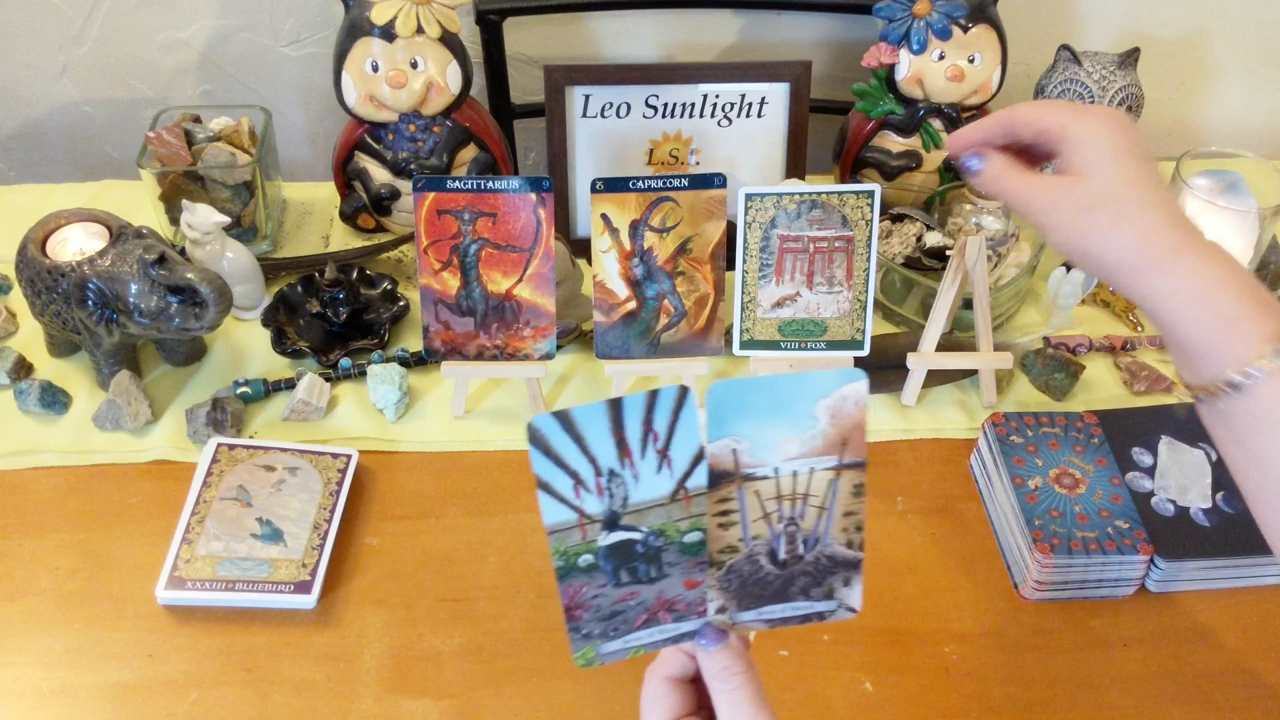 Leo Sunlight
L.S.I.
SAGITTARIUS 9
CAPRICORN 10
VIII ✦ FOX
XXXIII ✦ BLUEBIRD